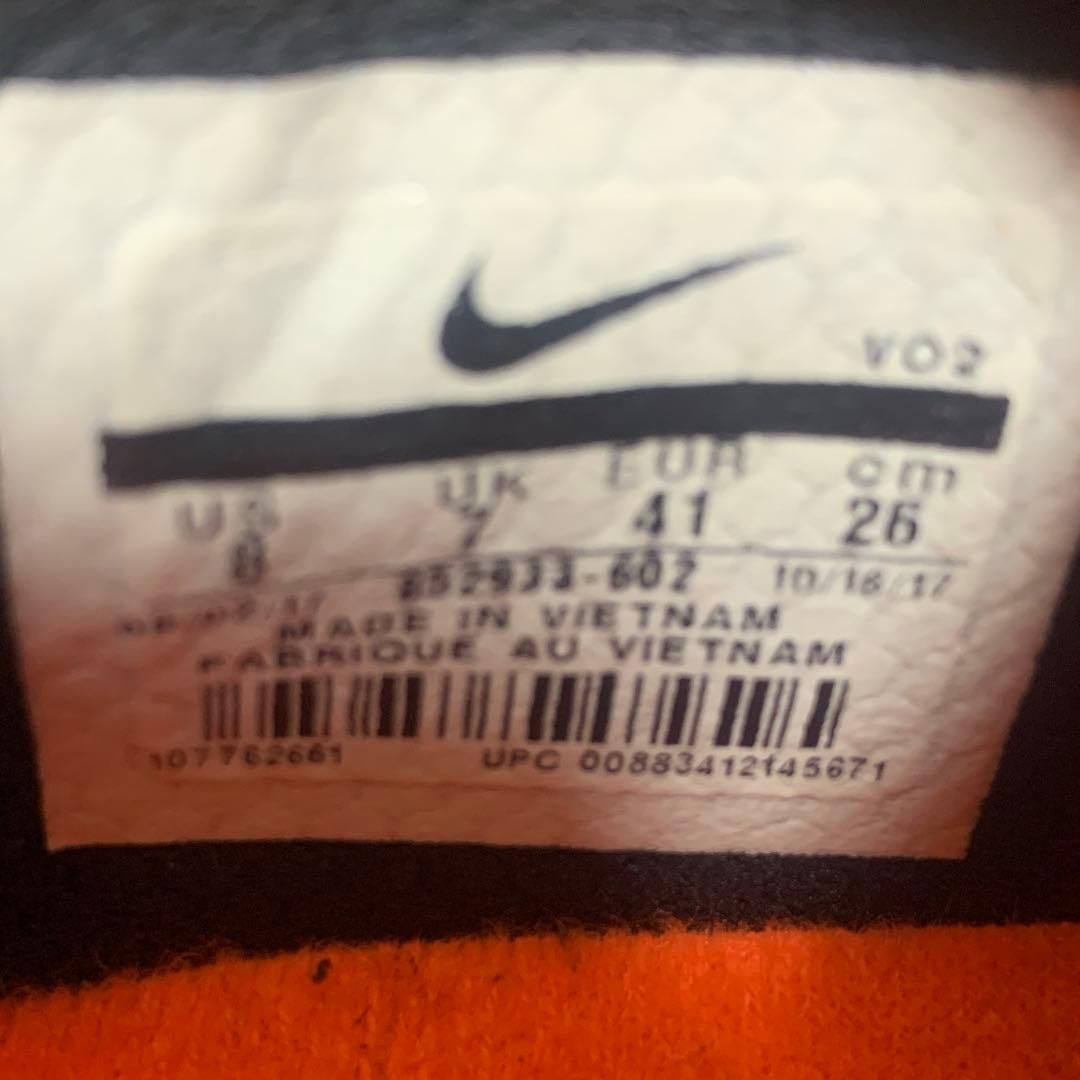 VO2
US UK EUR cm
8 7 41 26
852933-602 10/16/17
MADE IN VIETNAM
FABRIQUE AU VIETNAM
107762661 UPC 00883412145671